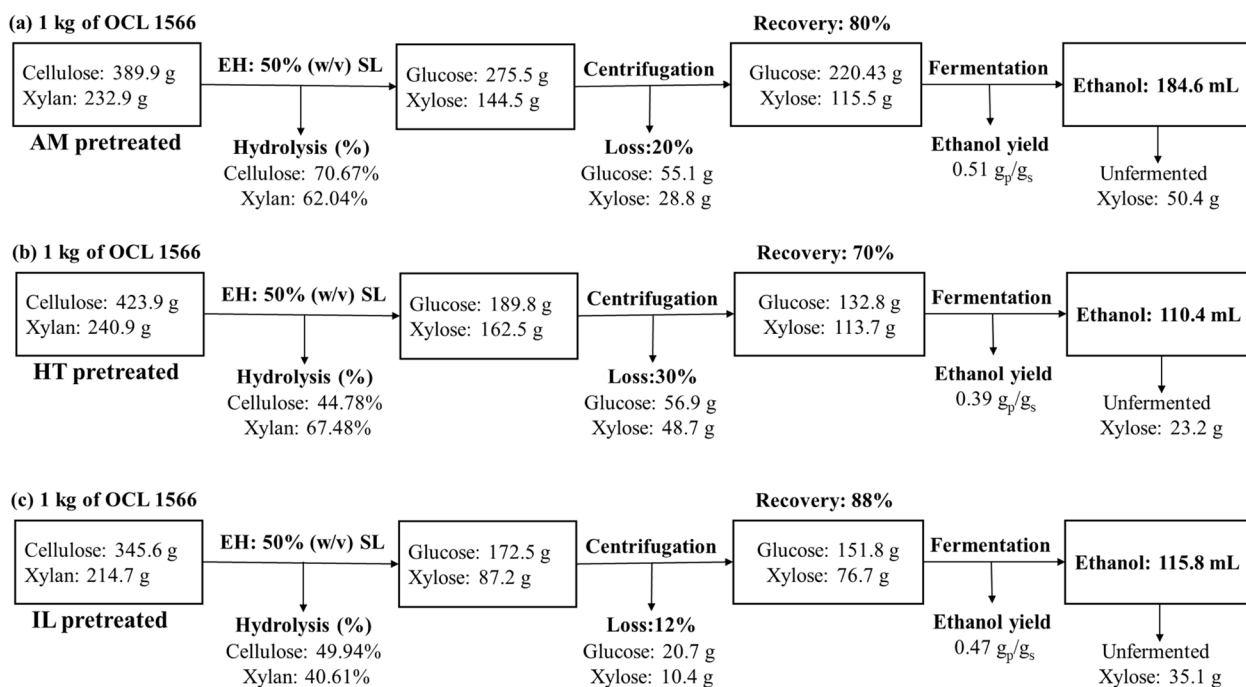 (a) 1 kg of OCL 1566
Recovery: 80%
Cellulose: 389.9 g
Xylan: 232.9 g
AM pretreated
EH: 50% (w/v) SL
Hydrolysis (%)
Cellulose: 70.67%
Xylan: 62.04%
Glucose: 275.5 g
Xylose: 144.5 g
Centrifugation
Loss:20%
Glucose: 55.1 g
Xylose: 28.8 g
Glucose: 220.43 g
Xylose: 115.5 g
Fermentation
Ethanol yield
0.51 gp/gs
Ethanol: 184.6 mL
Unfermented
Xylose: 50.4 g
(b) 1 kg of OCL 1566
Recovery: 70%
Cellulose: 423.9 g
Xylan: 240.9 g
HT pretreated
EH: 50% (w/v) SL
Hydrolysis (%)
Cellulose: 44.78%
Xylan: 67.48%
Glucose: 189.8 g
Xylose: 162.5 g
Centrifugation
Loss:30%
Glucose: 56.9 g
Xylose: 48.7 g
Glucose: 132.8 g
Xylose: 113.7 g
Fermentation
Ethanol yield
0.39 gp/gs
Ethanol: 110.4 mL
Unfermented
Xylose: 23.2 g
(c) 1 kg of OCL 1566
Recovery: 88%
Cellulose: 345.6 g
Xylan: 214.7 g
IL pretreated
EH: 50% (w/v) SL
Hydrolysis (%)
Cellulose: 49.94%
Xylan: 40.61%
Glucose: 172.5 g
Xylose: 87.2 g
Centrifugation
Loss:12%
Glucose: 20.7 g
Xylose: 10.4 g
Glucose: 151.8 g
Xylose: 76.7 g
Fermentation
Ethanol yield
0.47 gp/gs
Ethanol: 115.8 mL
Unfermented
Xylose: 35.1 g